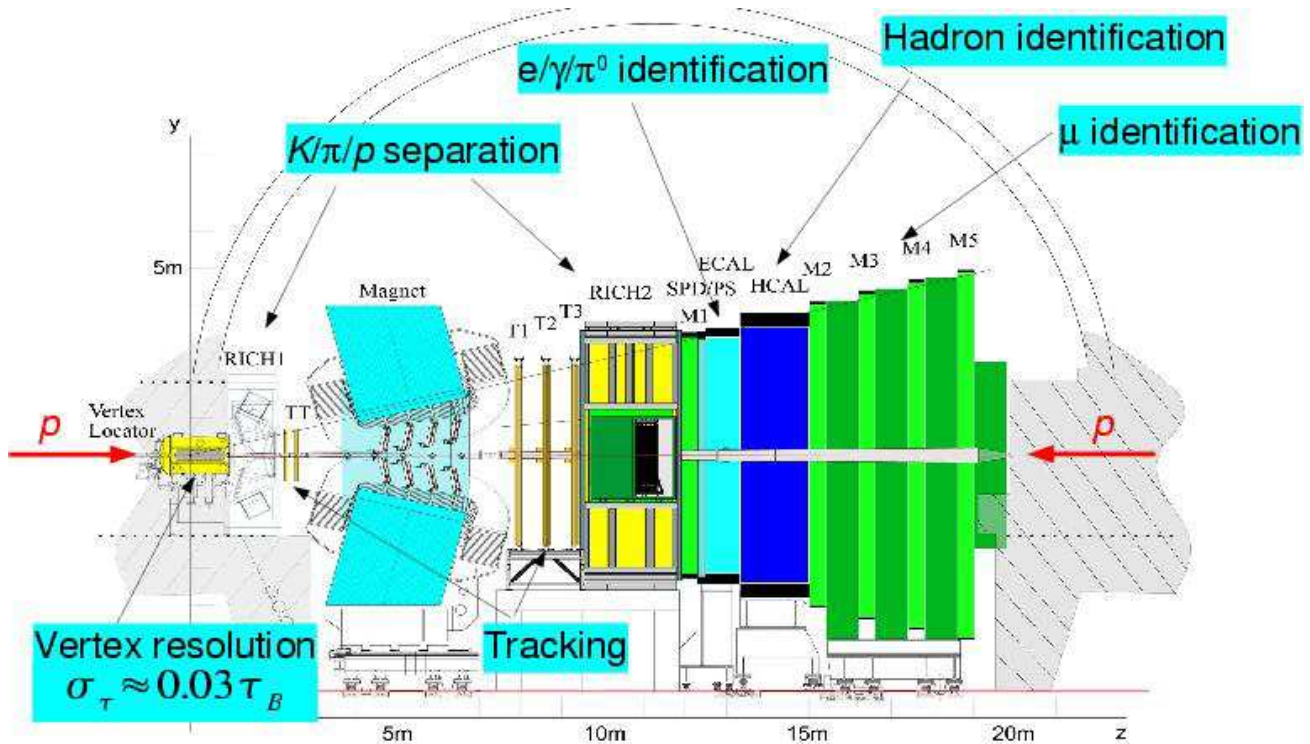 Hadron identification
e/γ/π⁰ identification
μ identification
y
K/π/p separation
5m
Magnet
T1
T2
T3
RICH2
M1
SPD/PS
ECAL
HCAL
M2
M3
M4
M5
RICH1
TT
Vertex
Locator
p
p
Vertex resolution
σ_τ ≈ 0.03 τ_B
Tracking
5m
10m
15m
20m
z